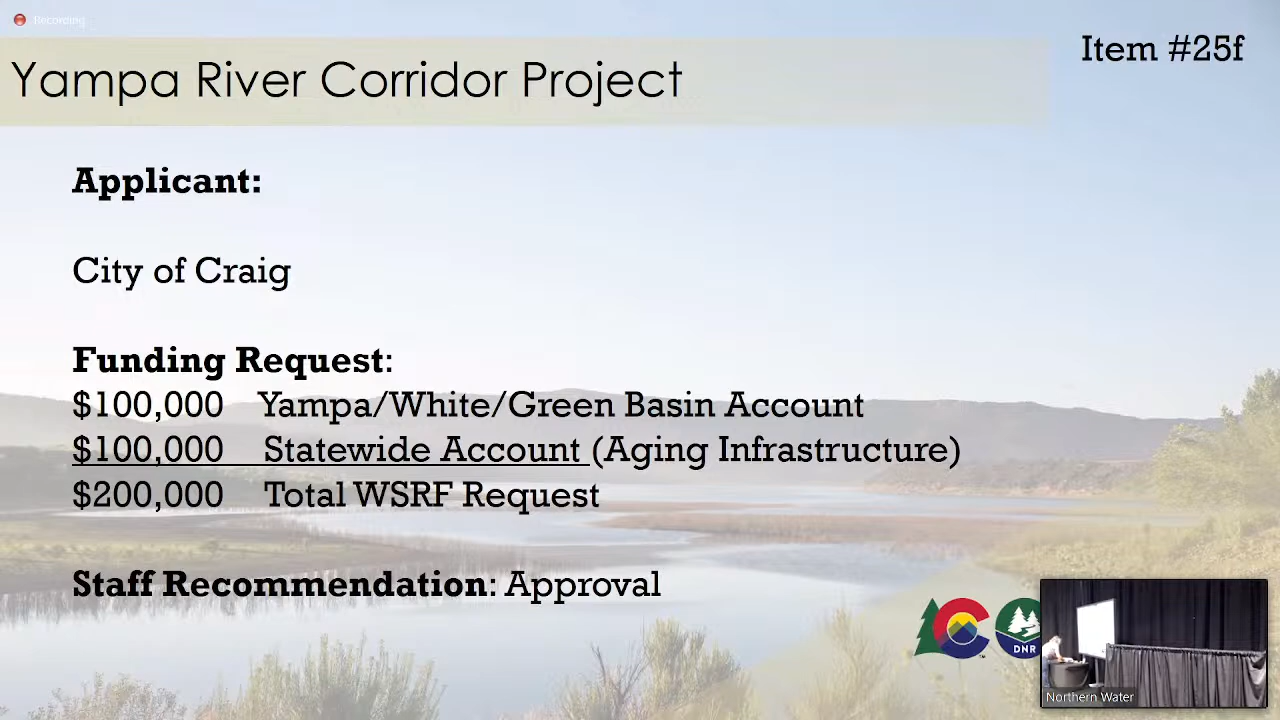 Recording
Item #25f
Yampa River Corridor Project
Applicant:
City of Craig
Funding Request:
$100,000 Yampa/White/Green Basin Account
$100,000 Statewide Account (Aging Infrastructure)
$200,000 Total WSRF Request
Staff Recommendation: Approval
DNR
Northern Water